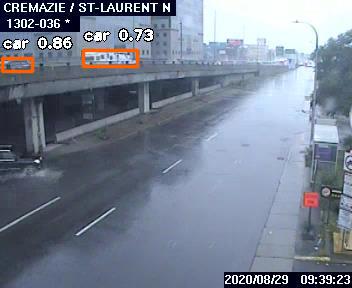 CREMAZIE / ST-LAURENT N
1302-036 *
car 0.86
car 0.73
2020/08/29 09:39:23